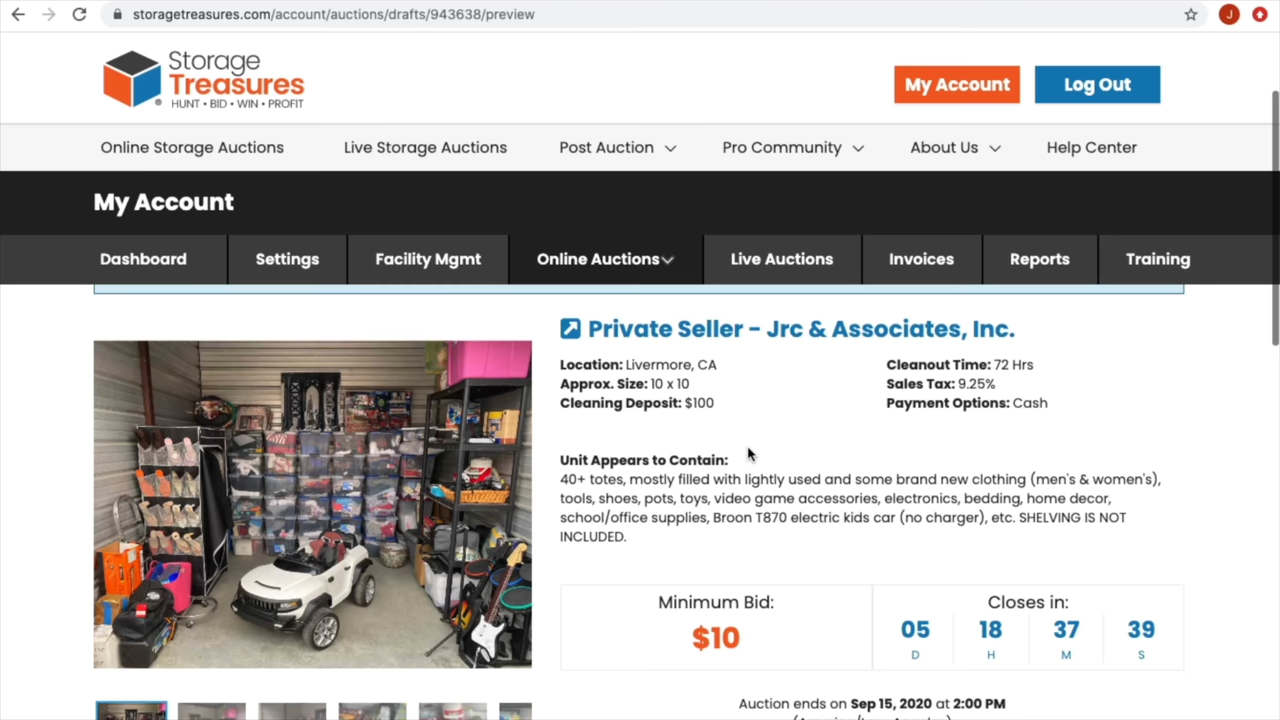 storagetreasures.com/account/auctions/drafts/943638/preview
J
Storage
Treasures
HUNT • BID • WIN • PROFIT
My Account
Log Out
Online Storage Auctions
Live Storage Auctions
Post Auction
Pro Community
About Us
Help Center
My Account
Dashboard
Settings
Facility Mgmt
Online Auctions
Live Auctions
Invoices
Reports
Training
Private Seller - Jrc & Associates, Inc.
Location: Livermore, CA
Approx. Size: 10 x 10
Cleaning Deposit: $100
Cleanout Time: 72 Hrs
Sales Tax: 9.25%
Payment Options: Cash
Unit Appears to Contain:
40+ totes, mostly filled with lightly used and some brand new clothing (men's & women's),
tools, shoes, pots, toys, video game accessories, electronics, bedding, home decor,
school/office supplies, Broon T870 electric kids car (no charger), etc. SHELVING IS NOT
INCLUDED.
Minimum Bid:
$10
Closes in:
05 18 37 39
D H M S
Auction ends on Sep 15, 2020 at 2:00 PM